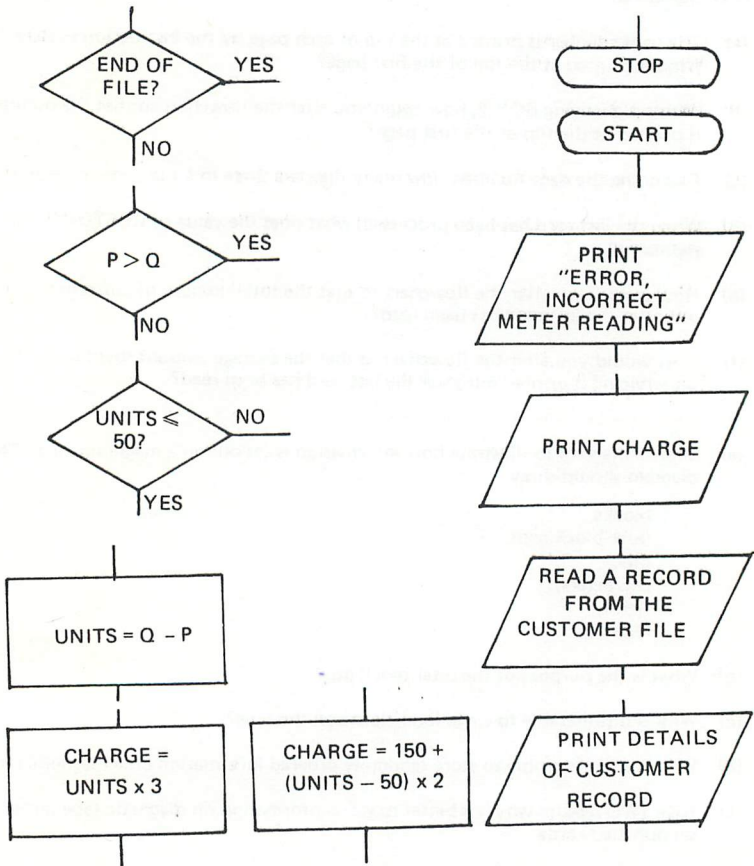 END OF
FILE?
YES
NO
P > Q
YES
NO
UNITS ⩽
50?
NO
YES
UNITS = Q – P
CHARGE =
UNITS x 3
CHARGE = 150 +
(UNITS – 50) x 2
STOP
START
PRINT
"ERROR,
INCORRECT
METER READING"
PRINT CHARGE
READ A RECORD
FROM THE
CUSTOMER FILE
PRINT DETAILS
OF CUSTOMER
RECORD